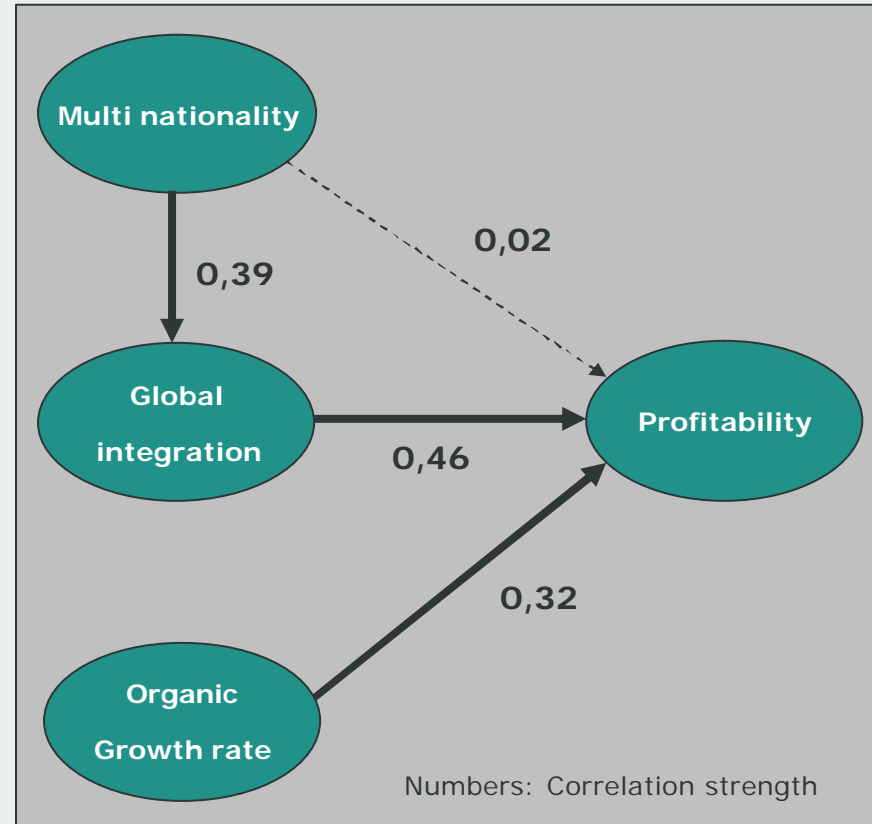 Multi nationality
0,02
0,39
Global
integration
Profitability
0,46
0,32
Organic
Growth rate
Numbers: Correlation strength